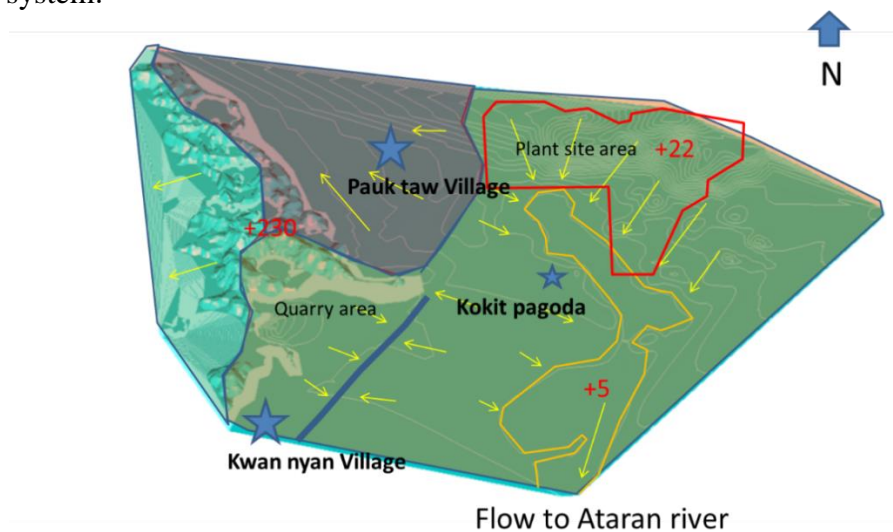 system.
N
Plant site area +22
Pauk taw Village
+230
Quarry area
Kokit pagoda
+5
Kwan nyan Village
Flow to Ataran river